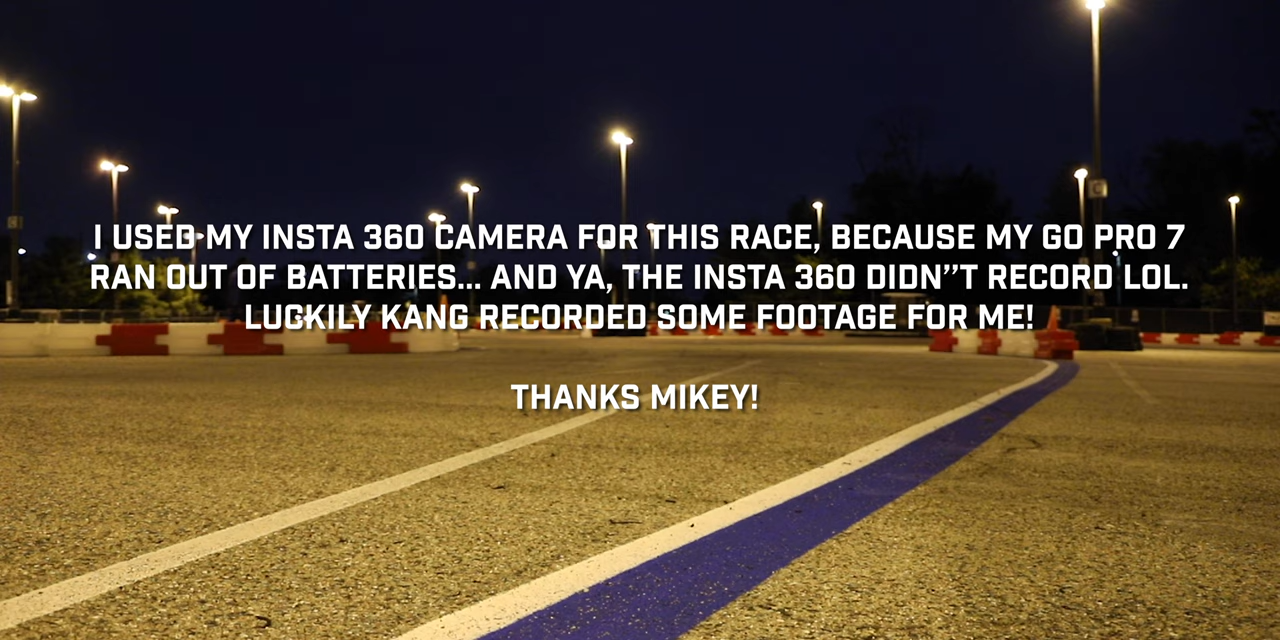 I USED MY INSTA 360 CAMERA FOR THIS RACE, BECAUSE MY GO PRO 7
RAN OUT OF BATTERIES... AND YA, THE INSTA 360 DIDN’’T RECORD LOL.
LUCKILY KANG RECORDED SOME FOOTAGE FOR ME!
THANKS MIKEY!